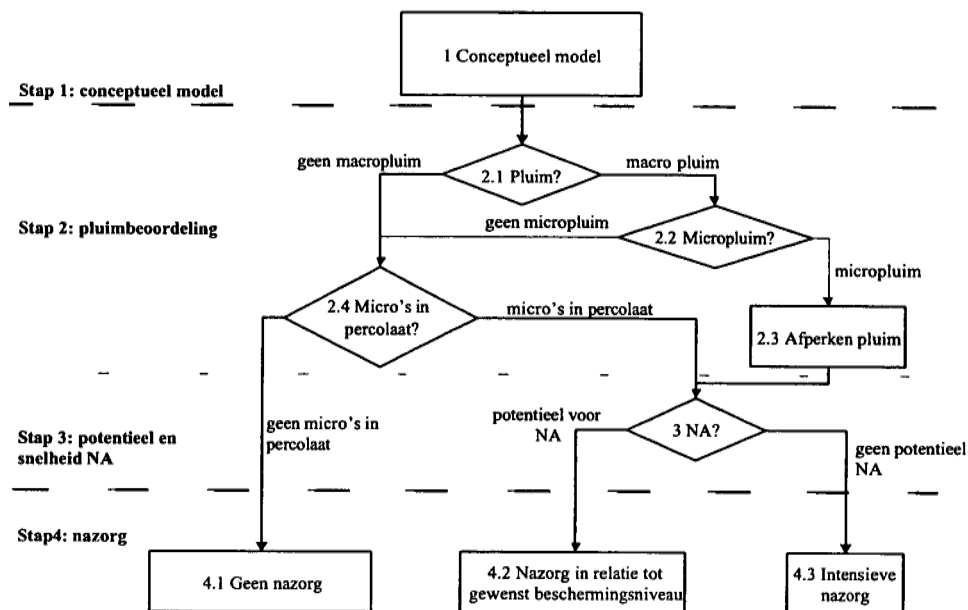 1 Conceptueel model
Stap 1: conceptueel model
geen macropluim
macro pluim
2.1 Pluim?
Stap 2: pluimbeoordeling
geen micropluim
2.2 Micropluim?
micropluim
2.4 Micro's in
percolaat?
micro's in percolaat
2.3 Afperken pluim
geen micro's in
percolaat
potentieel voor
NA
3 NA?
geen potentieel
NA
Stap 3: potentieel en
snelheid NA
Stap4: nazorg
4.1 Geen nazorg
4.2 Nazorg in relatie tot
gewenst beschermingsniveau
4.3 Intensieve
nazorg